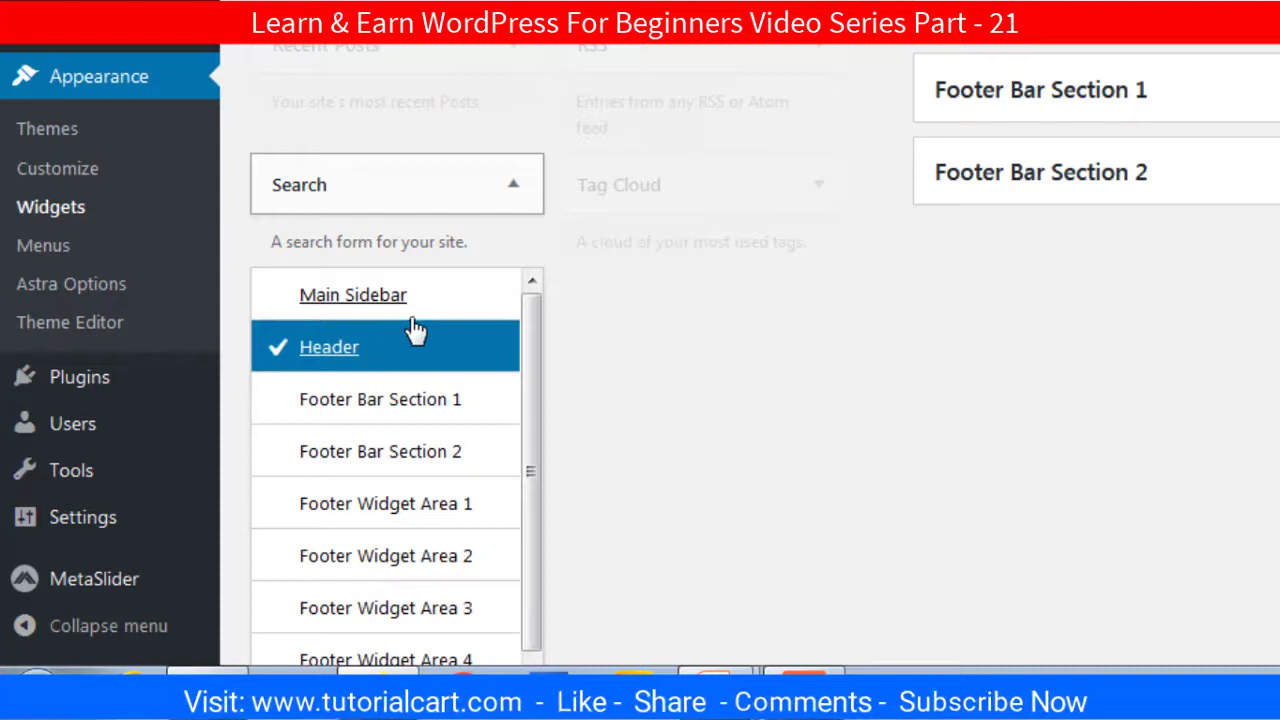 Learn & Earn WordPress For Beginners Video Series Part - 21
Appearance
Themes
Customize
Widgets
Menus
Astra Options
Theme Editor
Plugins
Users
Tools
Settings
MetaSlider
Collapse menu
Recent Posts
Your site's most recent Posts
RSS
Entries from any RSS or Atom
feed
Search
A search form for your site.
Tag Cloud
A cloud of your most used tags.
Main Sidebar
Header
Footer Bar Section 1
Footer Bar Section 2
Footer Widget Area 1
Footer Widget Area 2
Footer Widget Area 3
Footer Widget Area 4
Footer Bar Section 1
Footer Bar Section 2
Visit: www.tutorialcart.com - Like - Share - Comments - Subscribe Now